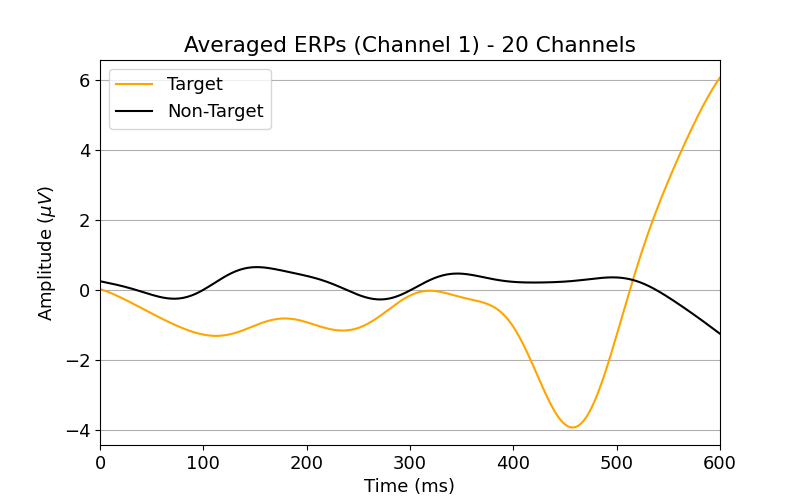 Averaged ERPs (Channel 1) - 20 Channels
Target
Non-Target
Amplitude (μV)
6
4
2
0
−2
−4
0 100 200 300 400 500 600
Time (ms)